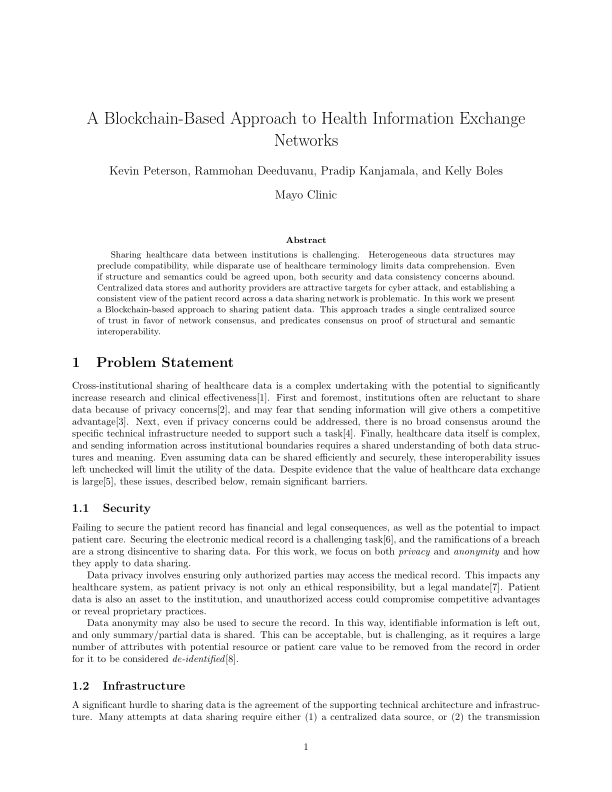 A Blockchain-Based Approach to Health Information Exchange
Networks
Kevin Peterson, Rammohan Deeduvanu, Pradip Kanjamala, and Kelly Boles
Mayo Clinic
Abstract
Sharing healthcare data between institutions is challenging. Heterogeneous data structures may
preclude compatibility, while disparate use of healthcare terminology limits data comprehension. Even
if structure and semantics could be agreed upon, both security and data consistency concerns abound.
Centralized data stores and authority providers are attractive targets for cyber attack, and establishing a
consistent view of the patient record across a data sharing network is problematic. In this work we present
a Blockchain-based approach to sharing patient data. This approach trades a single centralized source
of trust in favor of network consensus, and predicates consensus on proof of structural and semantic
interoperability.
1 Problem Statement
Cross-institutional sharing of healthcare data is a complex undertaking with the potential to significantly
increase research and clinical effectiveness[1]. First and foremost, institutions often are reluctant to share
data because of privacy concerns[2], and may fear that sending information will give others a competitive
advantage[3]. Next, even if privacy concerns could be addressed, there is no broad consensus around the
specific technical infrastructure needed to support such a task[4]. Finally, healthcare data itself is complex,
and sending information across institutional boundaries requires a shared understanding of both data struc-
tures and meaning. Even assuming data can be shared efficiently and securely, these interoperability issues
left unchecked will limit the utility of the data. Despite evidence that the value of healthcare data exchange
is large[5], these issues, described below, remain significant barriers.
1.1 Security
Failing to secure the patient record has financial and legal consequences, as well as the potential to impact
patient care. Securing the electronic medical record is a challenging task[6], and the ramifications of a breach
are a strong disincentive to sharing data. For this work, we focus on both privacy and anonymity and how
they apply to data sharing.
Data privacy involves ensuring only authorized parties may access the medical record. This impacts any
healthcare system, as patient privacy is not only an ethical responsibility, but a legal mandate[7]. Patient
data is also an asset to the institution, and unauthorized access could compromise competitive advantages
or reveal proprietary practices.
Data anonymity may also be used to secure the record. In this way, identifiable information is left out,
and only summary/partial data is shared. This can be acceptable, but is challenging, as it requires a large
number of attributes with potential resource or patient care value to be removed from the record in order
for it to be considered de-identified[8].
1.2 Infrastructure
A significant hurdle to sharing data is the agreement of the supporting technical architecture and infrastruc-
ture. Many attempts at data sharing require either (1) a centralized data source, or (2) the transmission
1